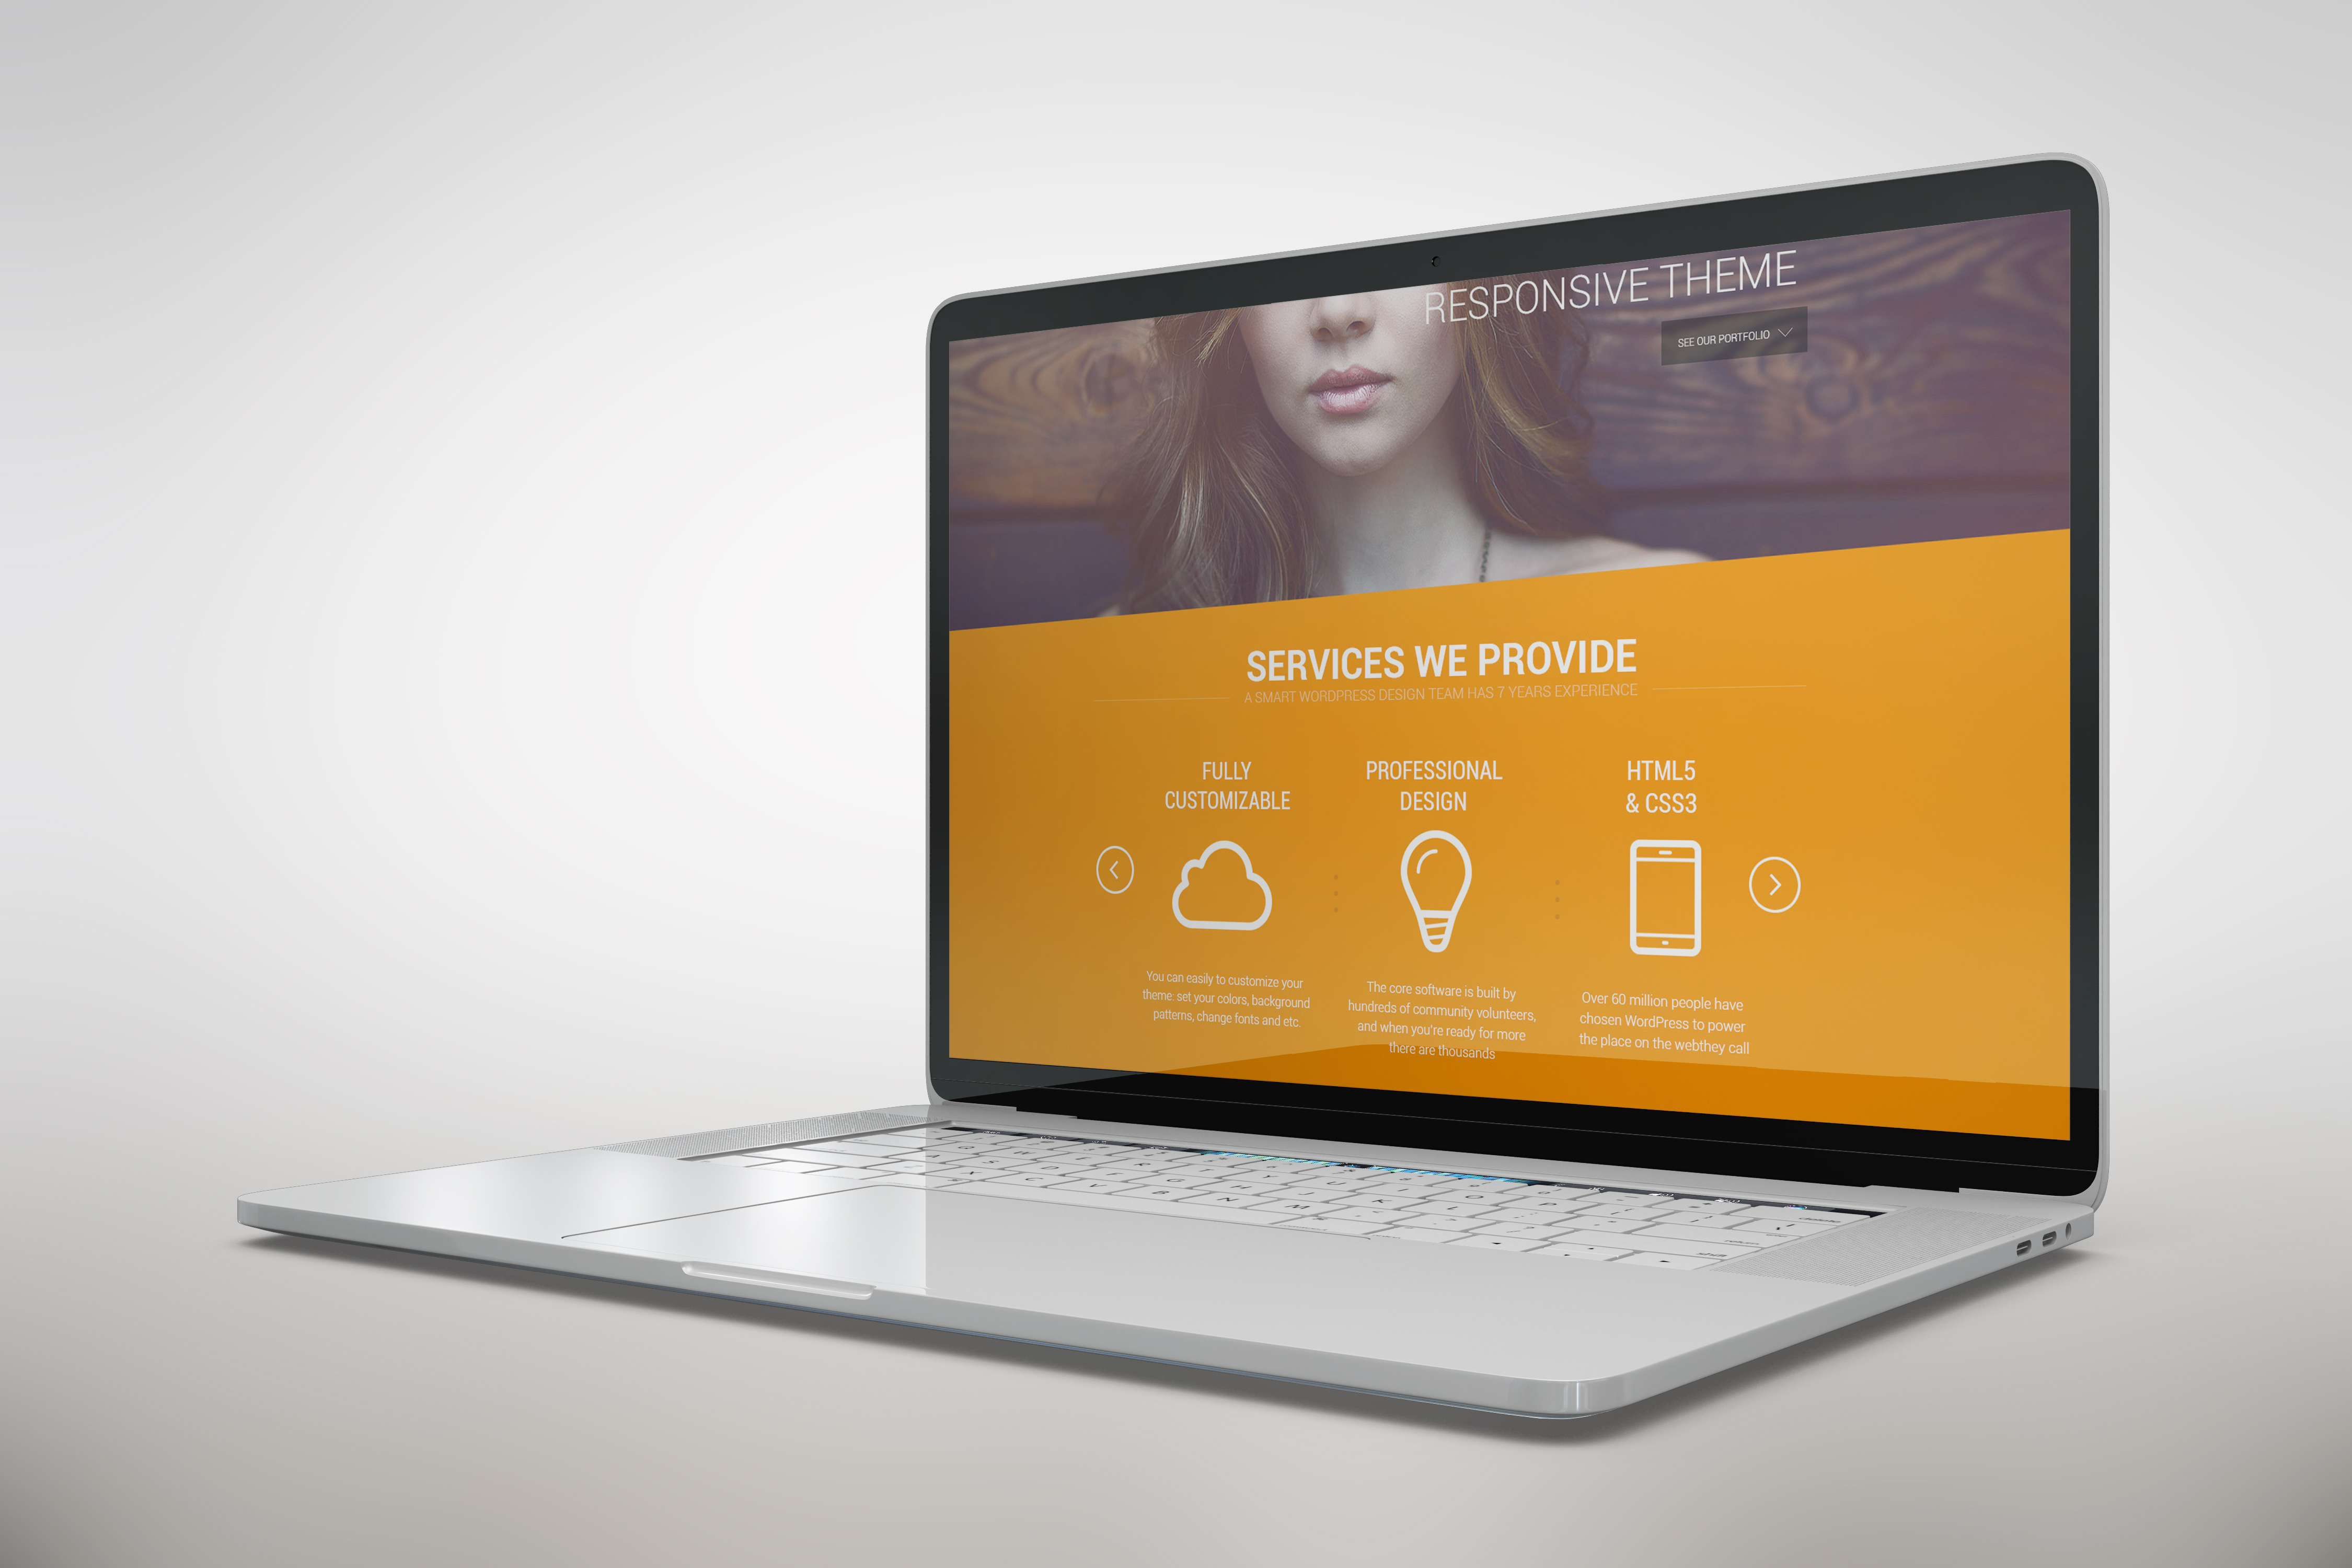 RESPONSIVE THEME
SEE OUR PORTFOLIO
SERVICES WE PROVIDE
A SMART WORDPRESS DESIGN TEAM HAS 7 YEARS EXPERIENCE
FULLY
CUSTOMIZABLE
PROFESSIONAL
DESIGN
HTML5
& CSS3
You can easily to customize your
theme: set your colors, background
patterns, change fonts and etc.
The core software is built by
hundreds of community volunteers,
and when you're ready for more
there are thousands
Over 60 million people have
chosen WordPress to power
the place on the webthey call